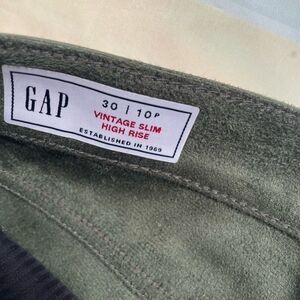 GAP
30 | 10P
VINTAGE SLIM
HIGH RISE
ESTABLISHED IN 1969